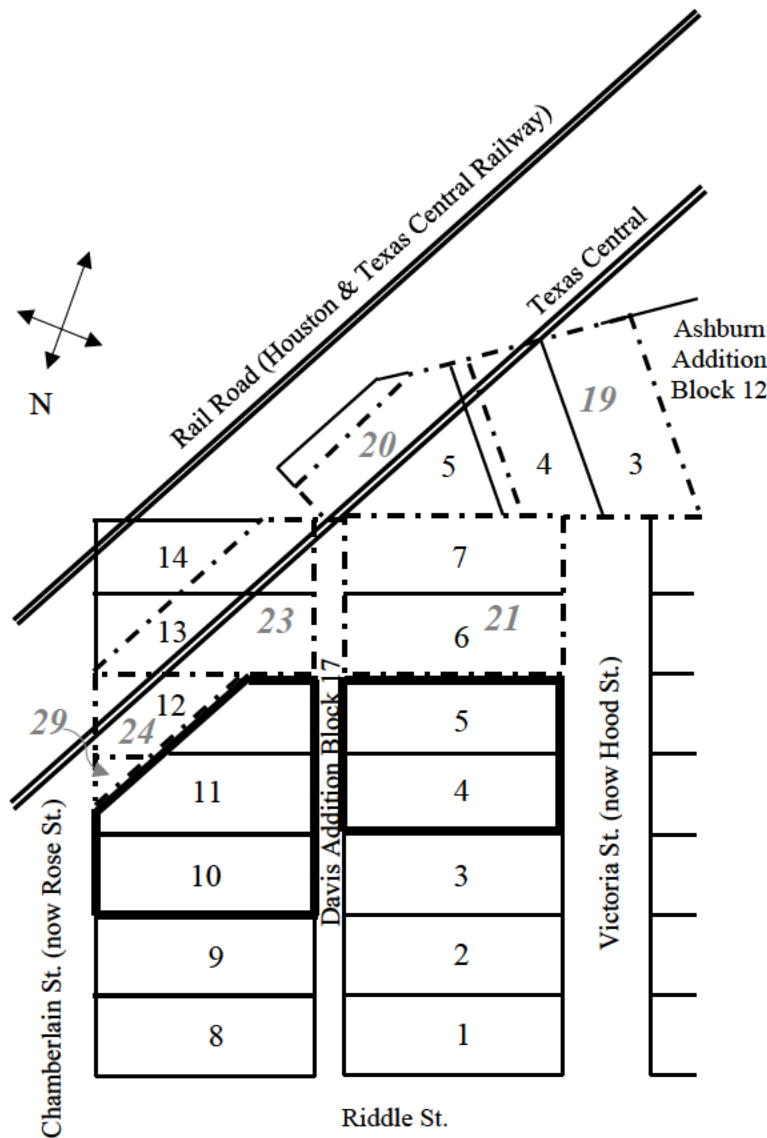 Rail Road (Houston & Texas Central Railway)
Texas Central
Ashburn
Addition
Block 12
N
19
20
5
4
3
14
7
13
23
6
21
12
29
24
5
11
4
10
3
9
2
8
1
Chamberlain St. (now Rose St.)
Davis Addition Block 17
Victoria St. (now Hood St.)
Riddle St.